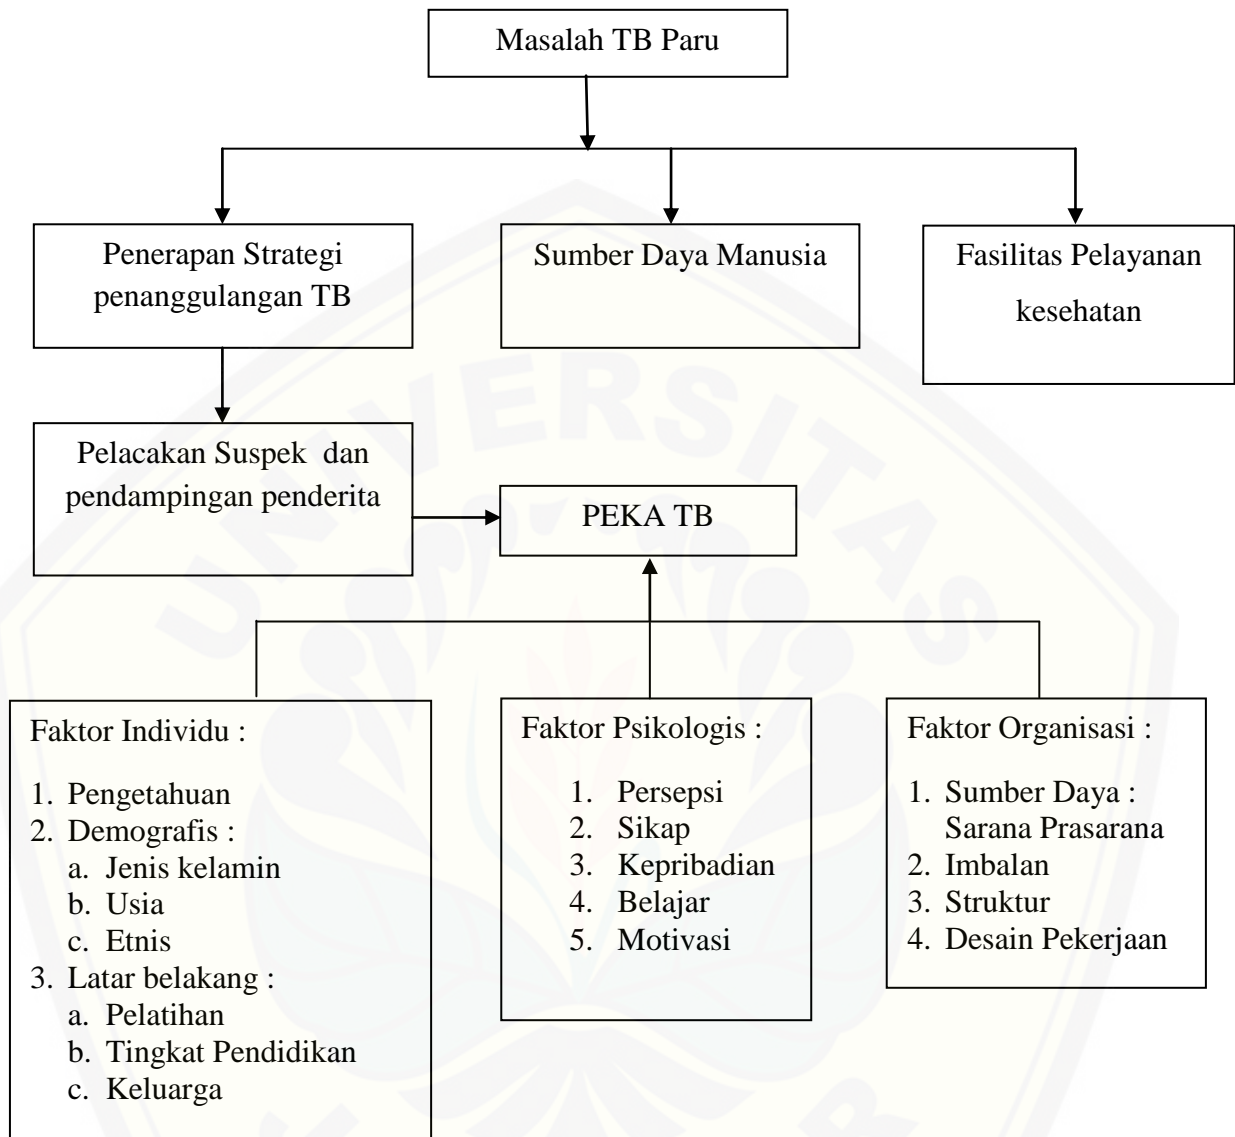 Masalah TB Paru
Penerapan Strategi
penanggulangan TB
Sumber Daya Manusia
Fasilitas Pelayanan
kesehatan
Pelacakan Suspek dan
pendampingan penderita
PEKA TB
Faktor Individu :
1. Pengetahuan
2. Demografis :
a. Jenis kelamin
b. Usia
c. Etnis
3. Latar belakang :
a. Pelatihan
b. Tingkat Pendidikan
c. Keluarga
Faktor Psikologis :
1. Persepsi
2. Sikap
3. Kepribadian
4. Belajar
5. Motivasi
Faktor Organisasi :
1. Sumber Daya :
Sarana Prasarana
2. Imbalan
3. Struktur
4. Desain Pekerjaan
UNIVERSITAS